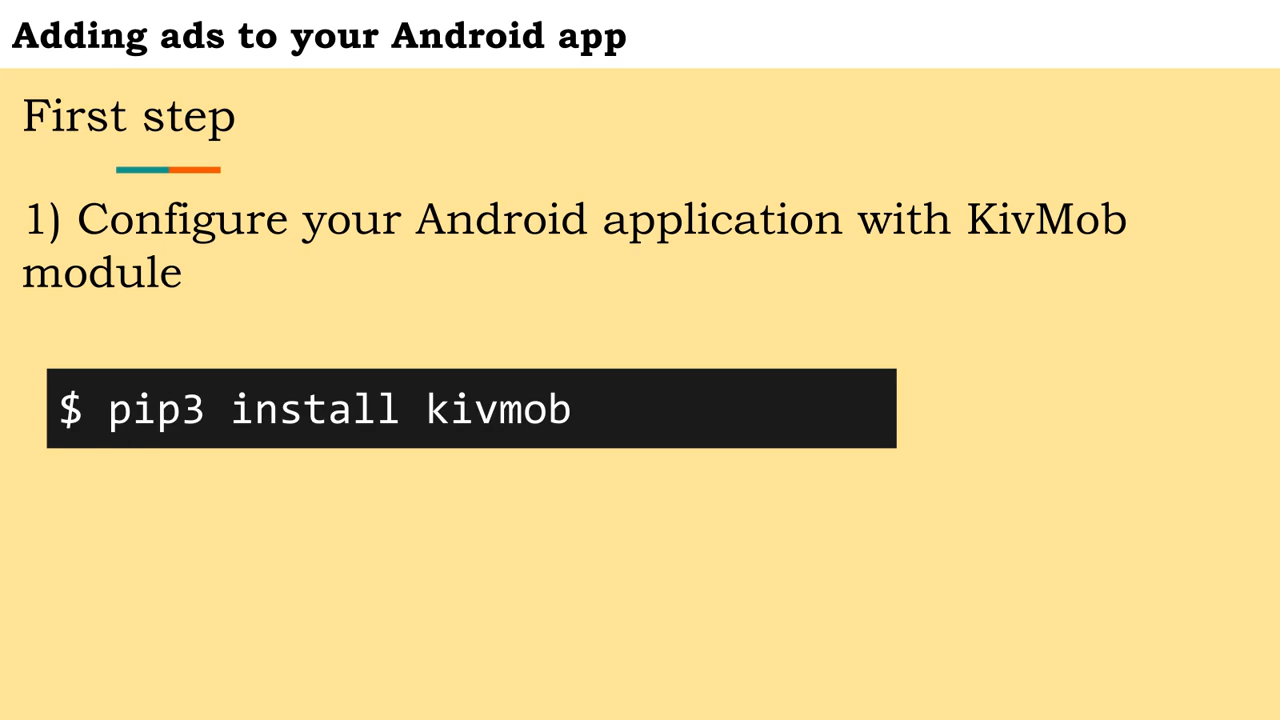 Adding ads to your Android app
First step
1) Configure your Android application with KivMob
module
$ pip3 install kivmob